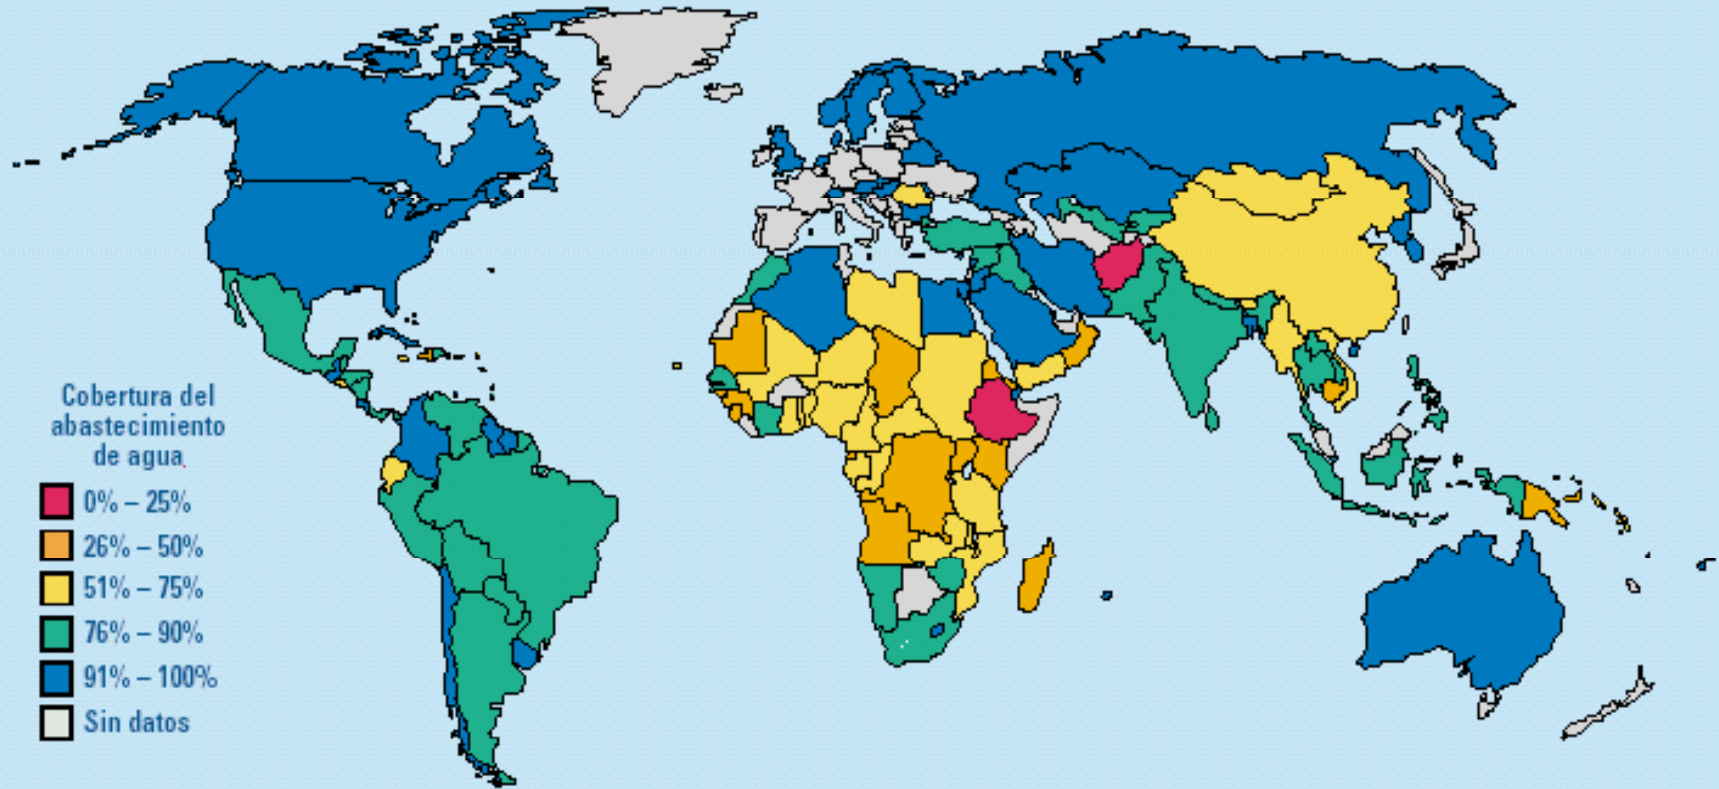 Cobertura del
abastecimiento
de agua.
0% – 25%
26% – 50%
51% – 75%
76% – 90%
91% – 100%
Sin datos